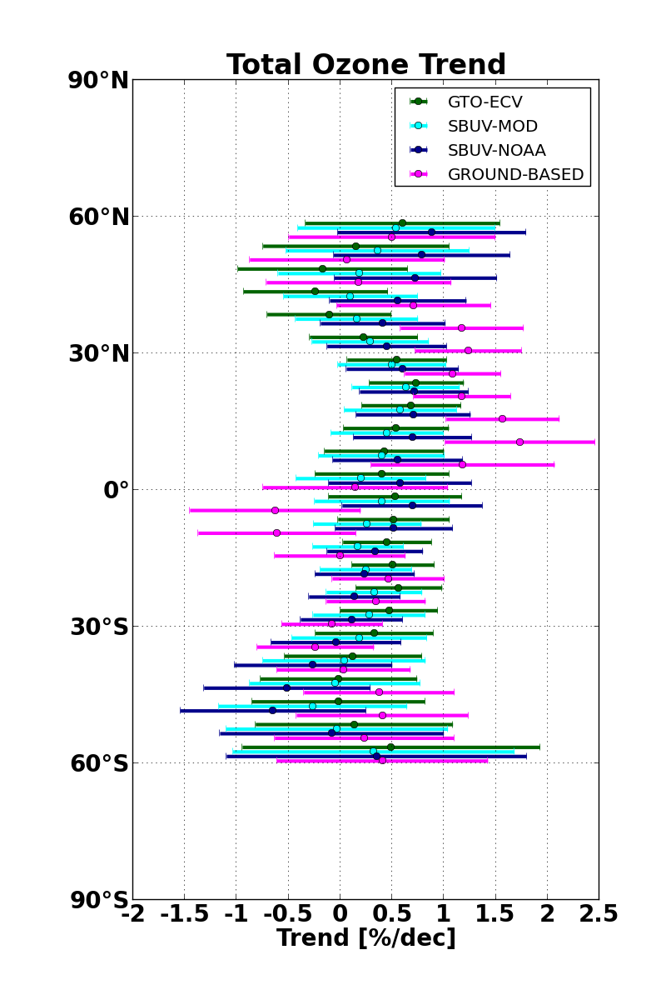 Total Ozone Trend
90°N
60°N
30°N
0°
30°S
60°S
90°S
GTO-ECV
SBUV-MOD
SBUV-NOAA
GROUND-BASED
-2 -1.5 -1 -0.5 0 0.5 1 1.5 2 2.5
Trend [%/dec]